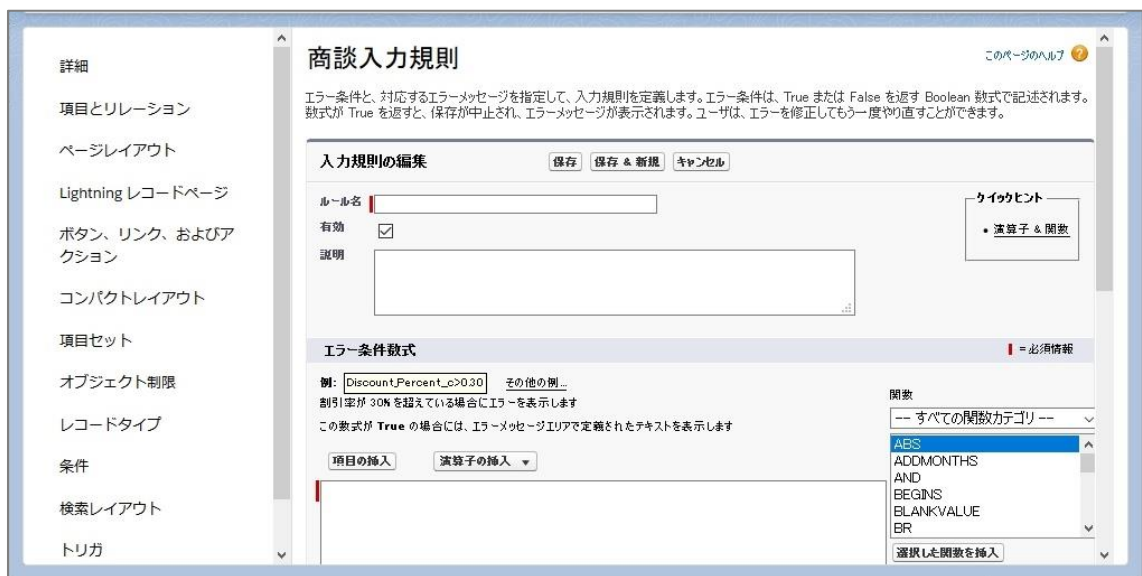 詳細
項目とリレーション
ページレイアウト
Lightning レコードページ
ボタン、リンク、およびア
クション
コンパクトレイアウト
項目セット
オブジェクト制限
レコードタイプ
条件
検索レイアウト
トリガ
商談入力規則
このページのヘルプ
エラー条件と、対応するエラーメッセージを指定して、入力規則を定義します。エラー条件は、True または False を返す Boolean 数式で記述されます。
数式が True を返すと、保存が中止され、エラーメッセージが表示されます。ユーザは、エラーを修正してもう一度やり直すことができます。
入力規則の編集
保存 保存 & 新規 キャンセル
ルール名
有効
説明
クイックヒント
• 演算子 & 関数
エラー条件数式
= 必須情報
例: Discount_Percent__c>0.30 その他の例...
割引率が 30% を超えている場合にエラーを表示します
この数式が True の場合には、エラーメッセージエリアで定義されたテキストを表示します
項目の挿入 演算子の挿入
関数
-- すべての関数カテゴリ --
ABS
ADDMONTHS
AND
BEGINS
BLANKVALUE
BR
選択した関数を挿入